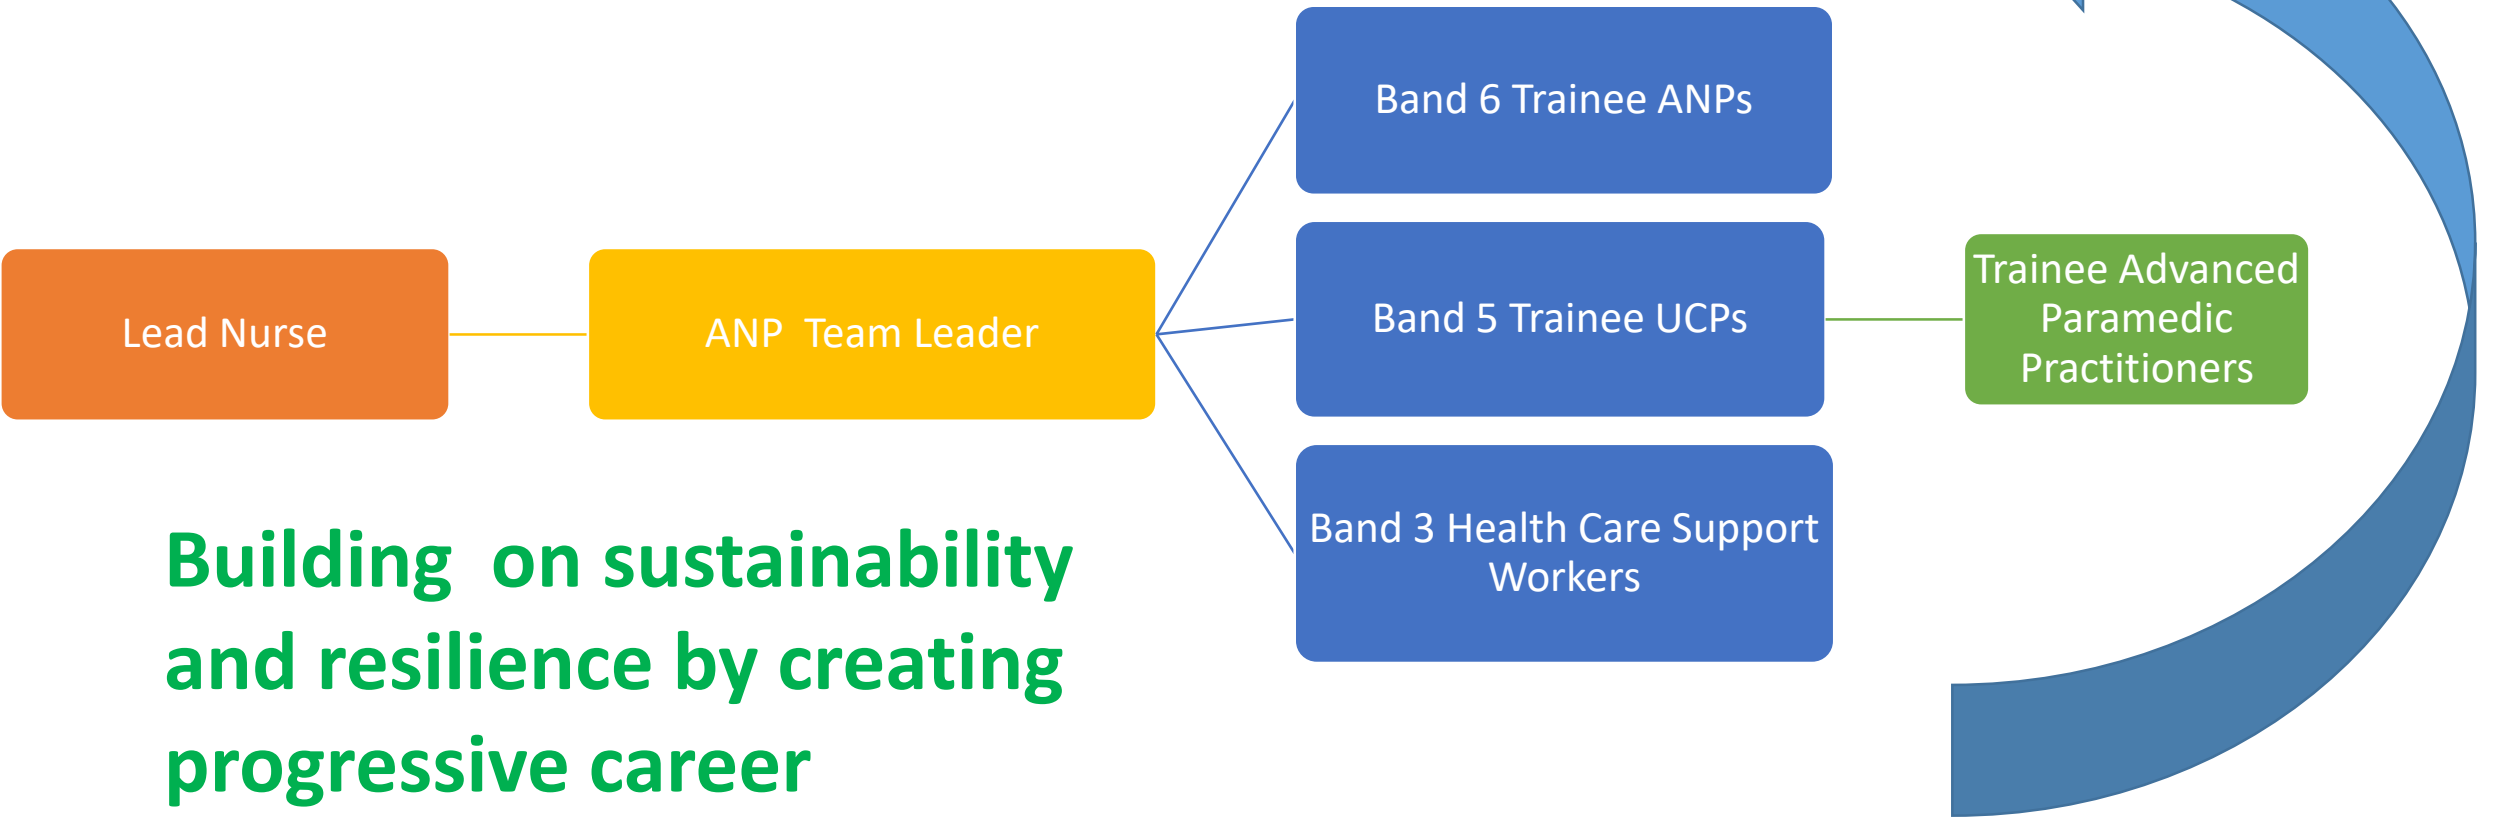 Lead Nurse
ANP  Team Leader
Band 6 Trainee ANPs
Band 5 Trainee UCPs
Band 3 Health Care Support
Workers
Trainee Advanced
Paramedic
Practitioners
Building  on sustainability
and resilience by creating
progressive career